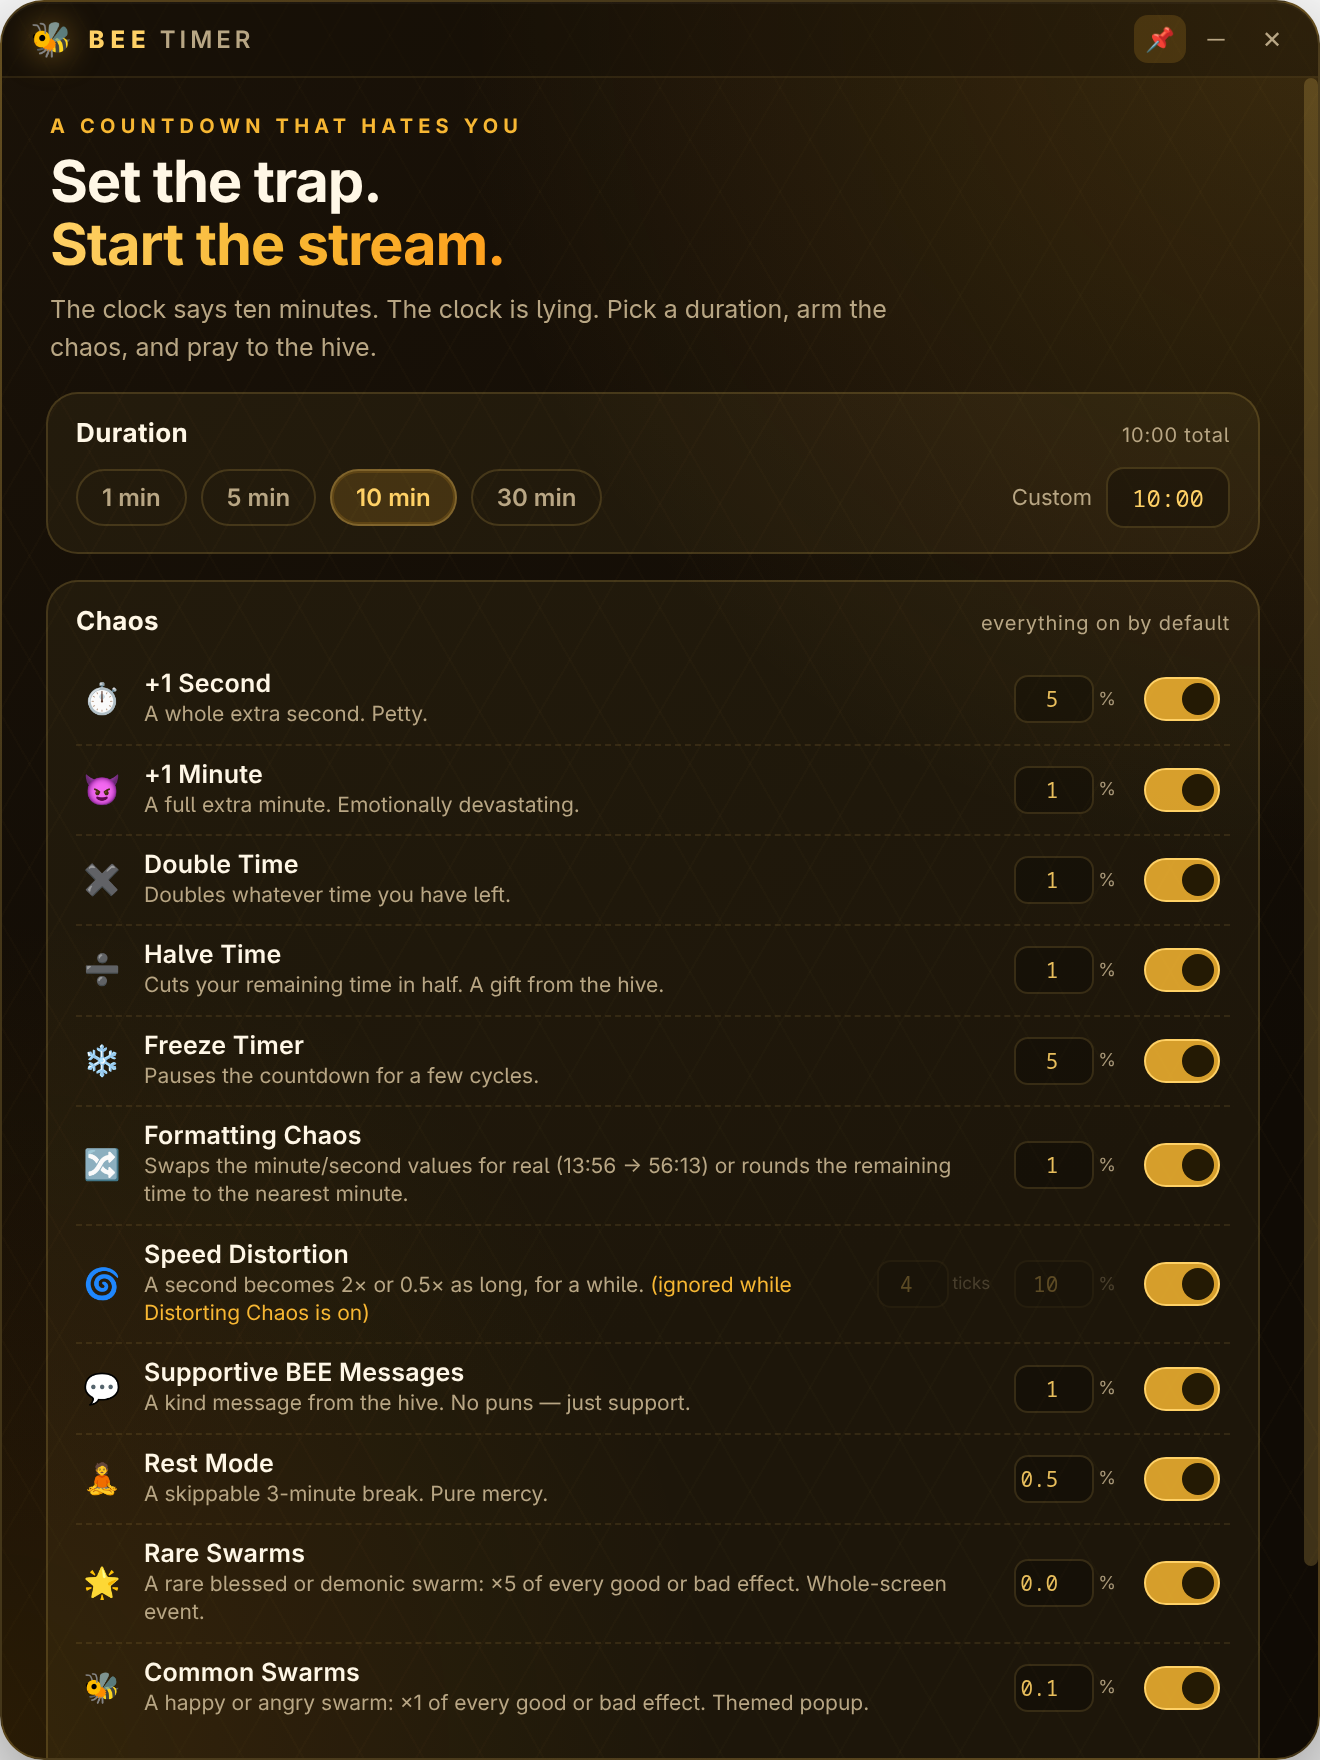 BEE TIMER
A COUNTDOWN THAT HATES YOU
Set the trap.
Start the stream.
The clock says ten minutes. The clock is lying. Pick a duration, arm the
chaos, and pray to the hive.
Duration
10:00 total
1 min
5 min
10 min
30 min
Custom
10:00
Chaos
everything on by default
+1 Second
A whole extra second. Petty.
5 %
+1 Minute
A full extra minute. Emotionally devastating.
1 %
Double Time
Doubles whatever time you have left.
1 %
Halve Time
Cuts your remaining time in half. A gift from the hive.
1 %
Freeze Timer
Pauses the countdown for a few cycles.
5 %
Formatting Chaos
Swaps the minute/second values for real (13:56 → 56:13) or rounds the remaining
time to the nearest minute.
1 %
Speed Distortion
A second becomes 2× or 0.5× as long, for a while. (ignored while
Distorting Chaos is on)
4 ticks 10 %
Supportive BEE Messages
A kind message from the hive. No puns — just support.
1 %
Rest Mode
A skippable 3-minute break. Pure mercy.
0.5 %
Rare Swarms
A rare blessed or demonic swarm: ×5 of every good or bad effect. Whole-screen
event.
0.0 %
Common Swarms
A happy or angry swarm: ×1 of every good or bad effect. Themed popup.
0.1 %